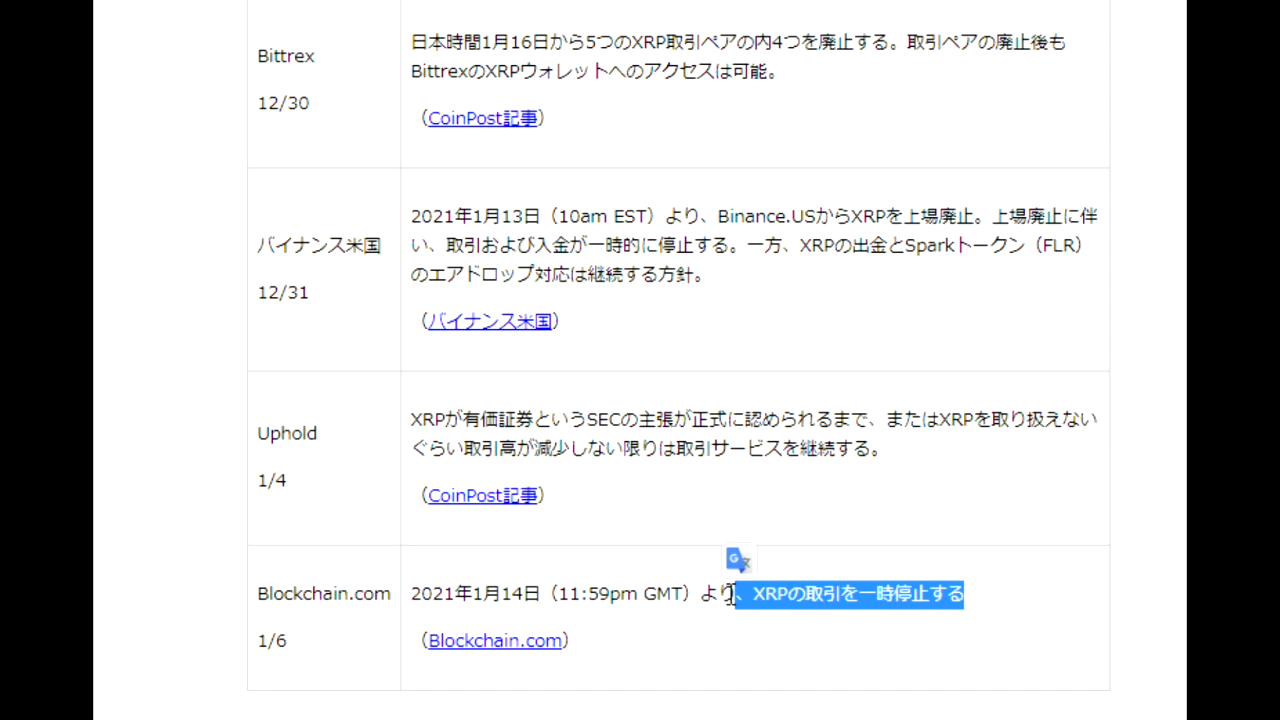 Bittrex
12/30
日本時間1月16日から5つのXRP取引ペアの内4つを廃止する。取引ペアの廃止後も
BittrexのXRPウォレットへのアクセスは可能。
（CoinPost記事）
バイナンス米国
12/31
2021年1月13日（10am EST）より、Binance.USからXRPを上場廃止。上場廃止に伴
い、取引および入金が一時的に停止する。一方、XRPの出金とSparkトークン（FLR）
のエアドロップ対応は継続する方針。
（バイナンス米国）
Uphold
1/4
XRPが有価証券というSECの主張が正式に認められるまで、またはXRPを取り扱えない
ぐらい取引高が減少しない限りは取引サービスを継続する。
（CoinPost記事）
Blockchain.com
1/6
2021年1月14日（11:59pm GMT）より、XRPの取引を一時停止する
（Blockchain.com）